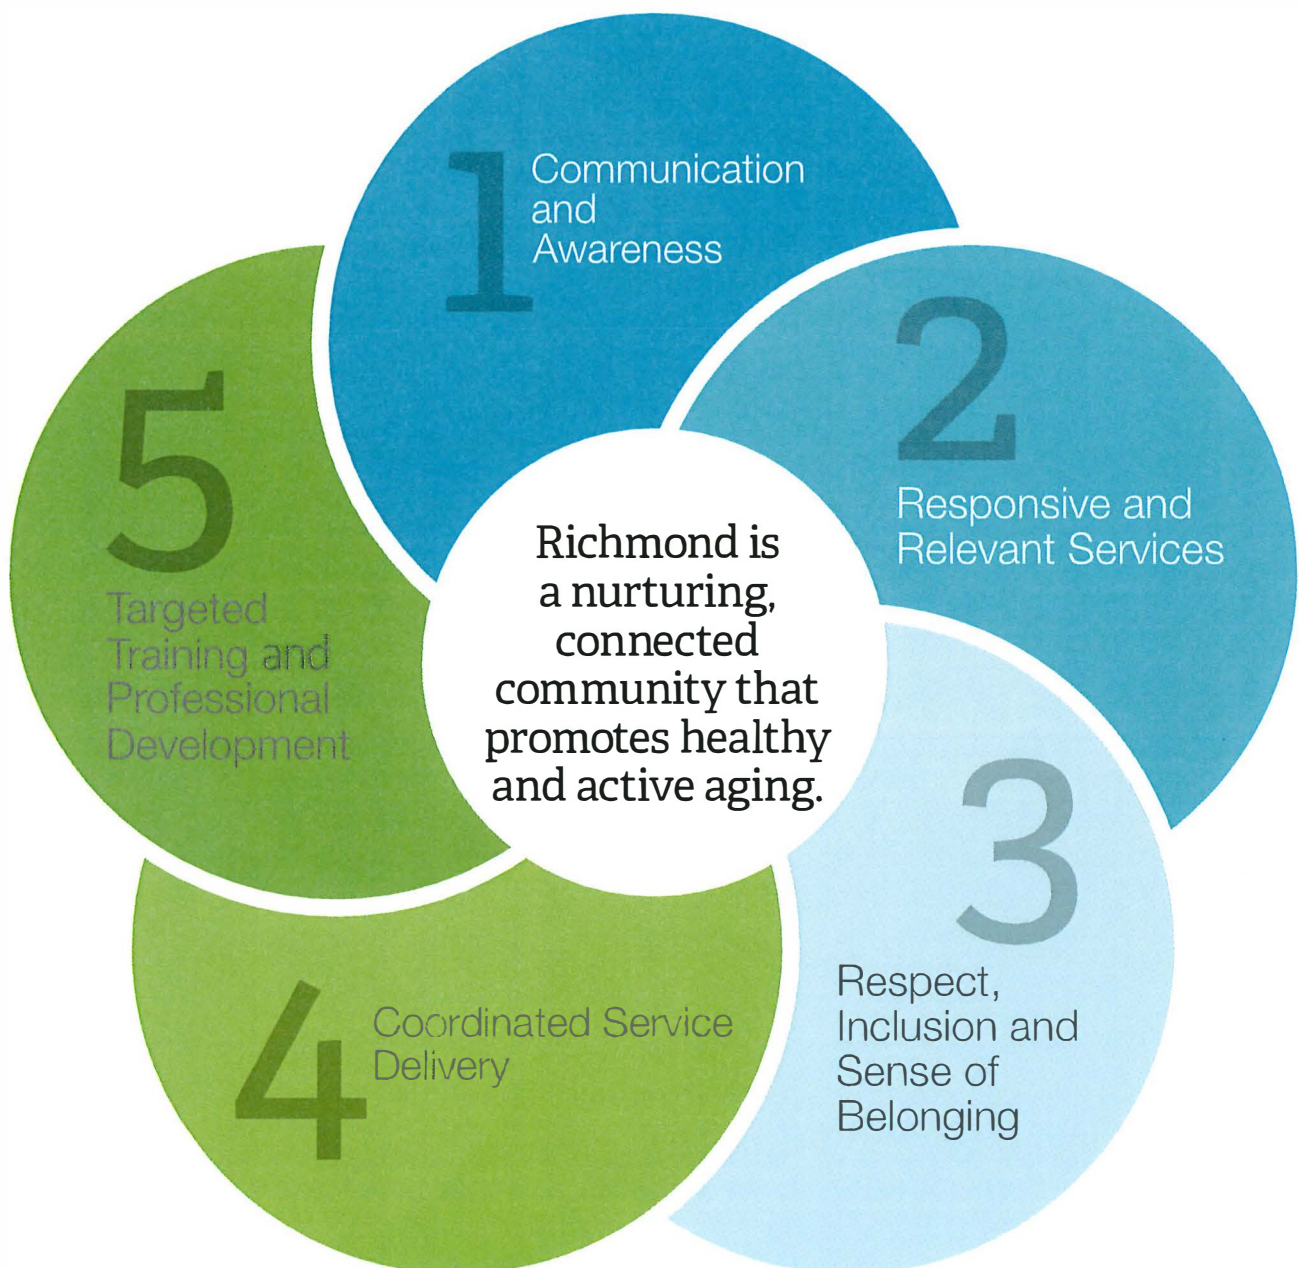 1
Communication
and
Awareness
2
Responsive and
Relevant Services
3
Respect,
Inclusion and
Sense of
Belonging
4
Coordinated Service
Delivery
5
Targeted
Training and
Professional
Development
Richmond is
a nurturing,
connected
community that
promotes healthy
and active aging.